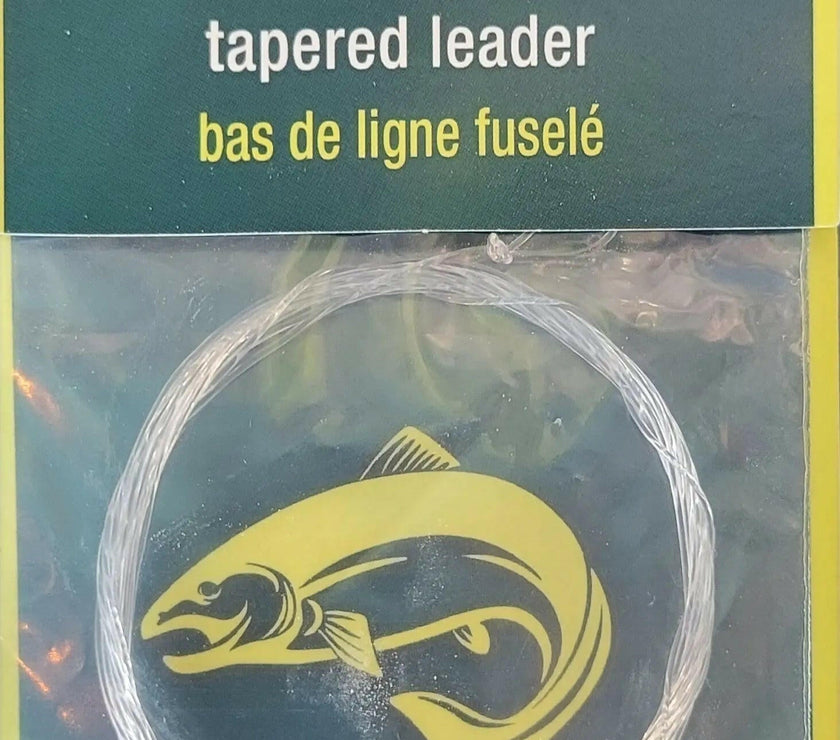 tapered leader
bas de ligne fuselé